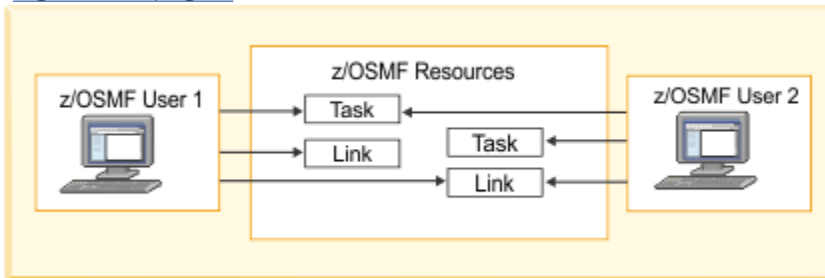 z/OSMF Resources
z/OSMF User 1
z/OSMF User 2
Task
Link
Task
Link